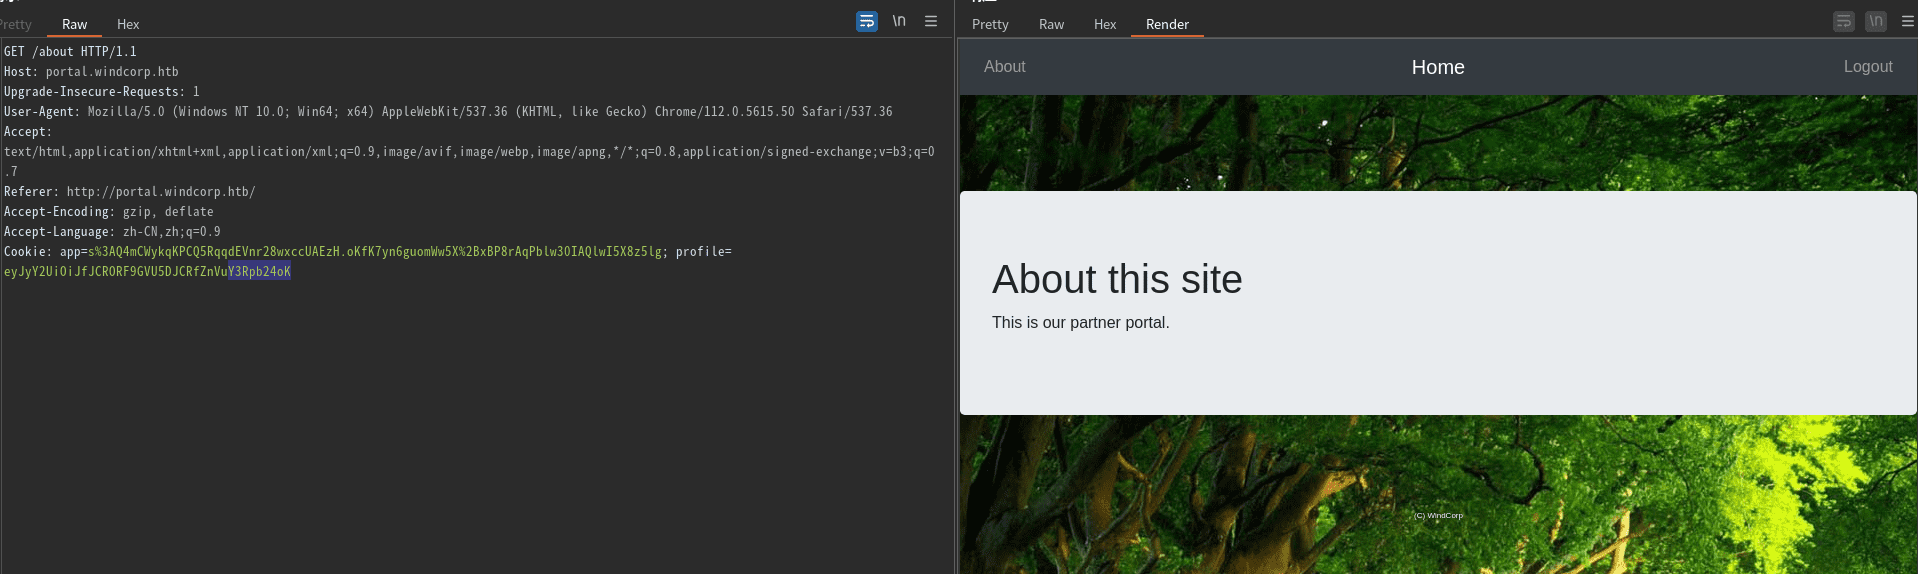 Pretty Raw Hex
\n
GET /about HTTP/1.1
Host: portal.windcorp.htb
Upgrade-Insecure-Requests: 1
User-Agent: Mozilla/5.0 (Windows NT 10.0; Win64; x64) AppleWebKit/537.36 (KHTML, like Gecko) Chrome/112.0.5615.50 Safari/537.36
Accept:
text/html,application/xhtml+xml,application/xml;q=0.9,image/avif,image/webp,image/apng,*/*;q=0.8,application/signed-exchange;v=b3;q=0
.7
Referer: http://portal.windcorp.htb/
Accept-Encoding: gzip, deflate
Accept-Language: zh-CN,zh;q=0.9
Cookie: app=s%3AQ4mCWykqKPCQ5RqqdEVnr28wxccUAEzH.oKfK7yn6guomWw5X%2BxBP8rAqPblw30IAQlwI5X8z5lg; profile=
eyJyY2UiOiJfJCRORF9GVU5DJCRfZnVuY3Rpb24oK
Pretty Raw Hex Render
\n
About Home Logout
About this site
This is our partner portal.
(C) WindCorp